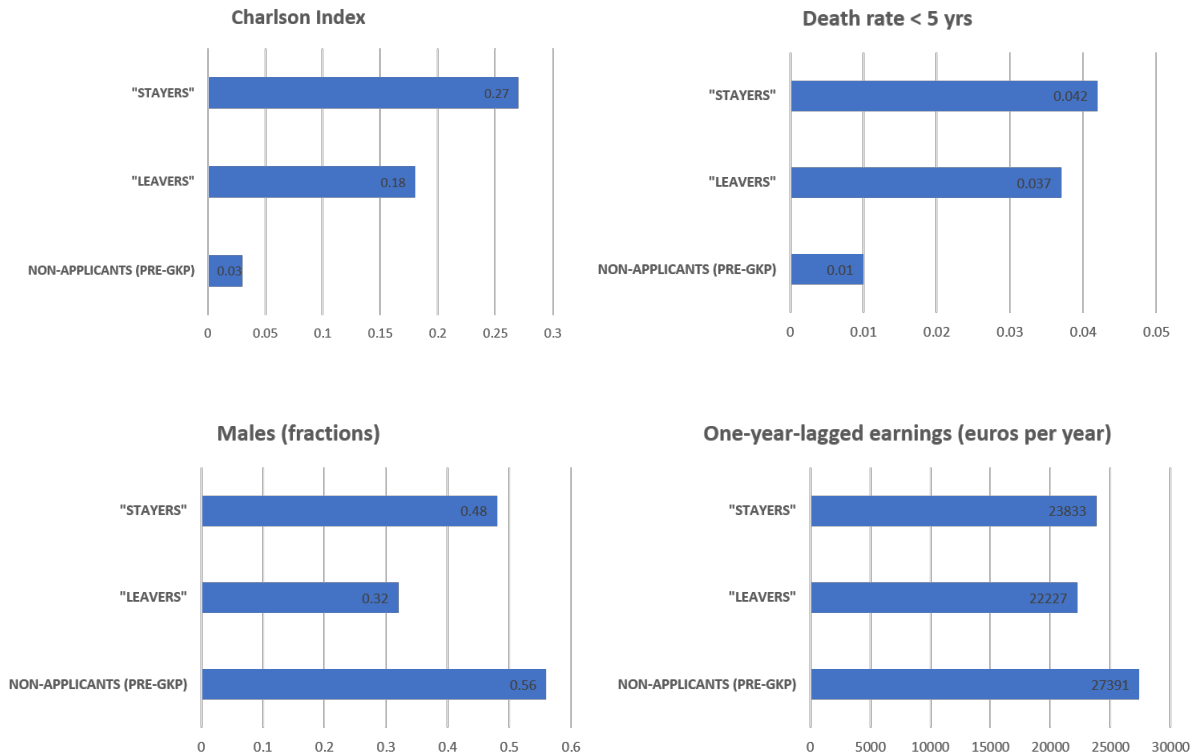 Charlson Index
"STAYERS"
0.27
"LEAVERS"
0.18
NON-APPLICANTS (PRE-GKP)
0.03
0 0.05 0.1 0.15 0.2 0.25 0.3
Death rate < 5 yrs
"STAYERS"
0.042
"LEAVERS"
0.037
NON-APPLICANTS (PRE-GKP)
0.01
0 0.01 0.02 0.03 0.04 0.05
Males (fractions)
"STAYERS"
0.48
"LEAVERS"
0.32
NON-APPLICANTS (PRE-GKP)
0.56
0 0.1 0.2 0.3 0.4 0.5 0.6
One-year-lagged earnings (euros per year)
"STAYERS"
23833
"LEAVERS"
22227
NON-APPLICANTS (PRE-GKP)
27391
0 5000 10000 15000 20000 25000 30000